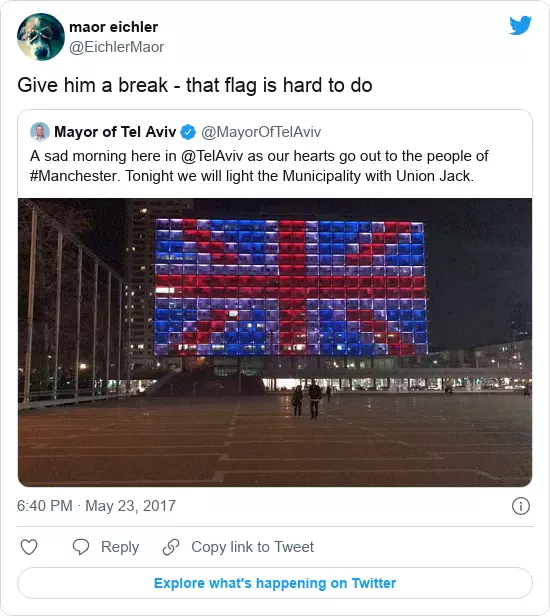 maor eichler
@EichlerMaor
Give him a break - that flag is hard to do
Mayor of Tel Aviv @MayorOfTelAviv
A sad morning here in @TelAviv as our hearts go out to the people of
#Manchester. Tonight we will light the Municipality with Union Jack.
6:40 PM · May 23, 2017
Reply
Copy link to Tweet
Explore what's happening on Twitter